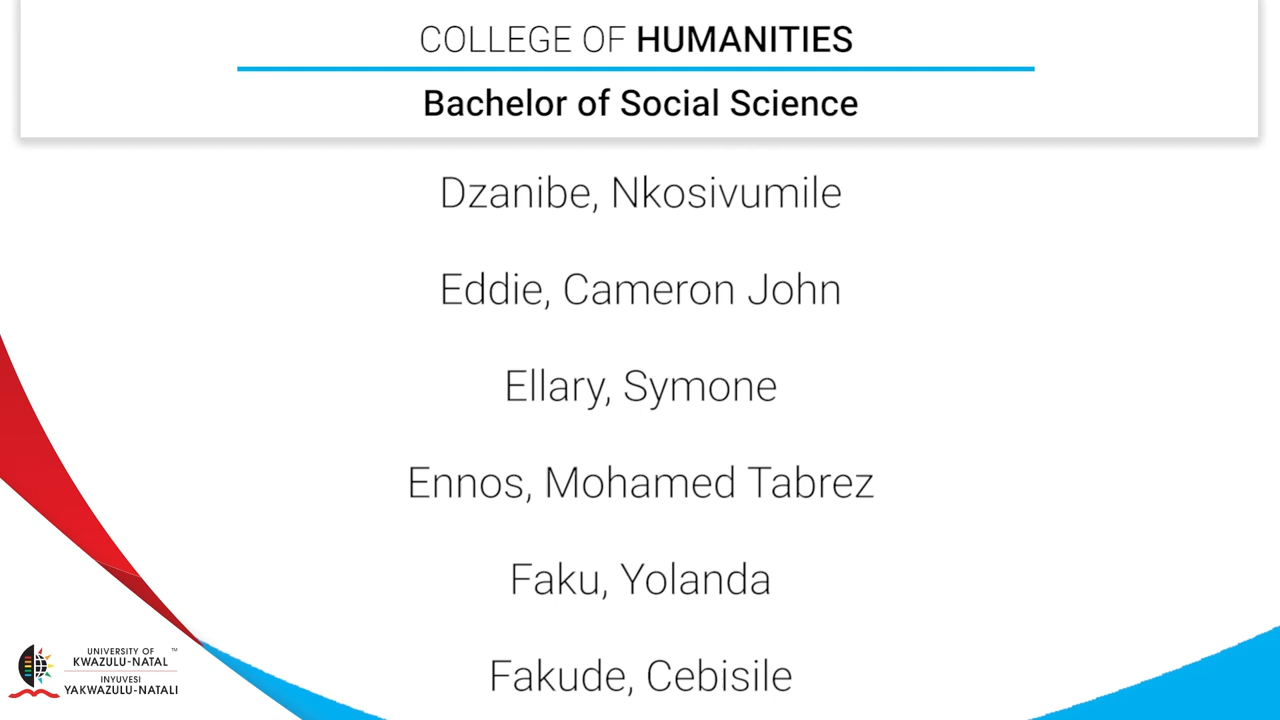 COLLEGE OF HUMANITIES
Bachelor of Social Science
Dzanibe, Nkosivumile
Eddie, Cameron John
Ellary, Symone
Ennos, Mohamed Tabrez
Faku, Yolanda
Fakude, Cebisile
UNIVERSITY OF ™
KWAZULU-NATAL
INYUVESI
YAKWAZULU-NATALI